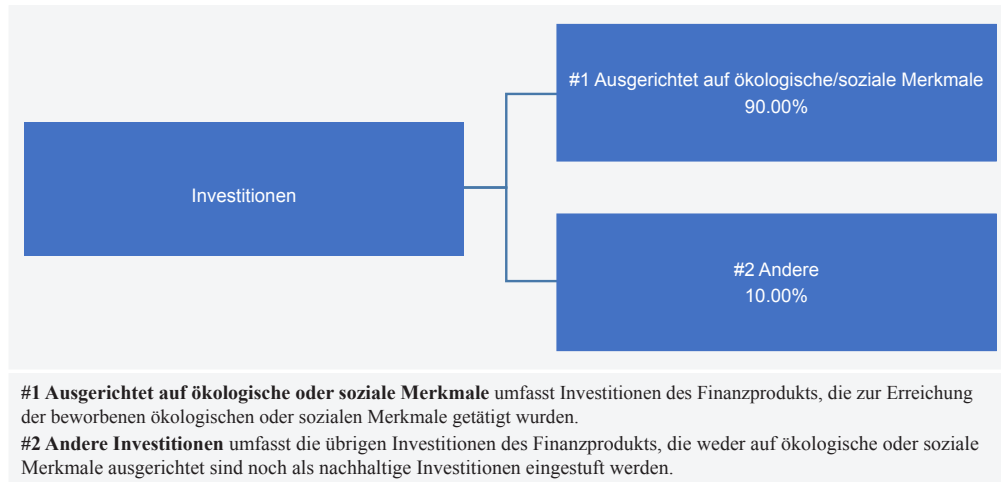 #1 Ausgerichtet auf ökologische/soziale Merkmale
90.00%
Investitionen
#2 Andere
10.00%
#1 Ausgerichtet auf ökologische oder soziale Merkmale umfasst Investitionen des Finanzprodukts, die zur Erreichung
der beworbenen ökologischen oder sozialen Merkmale getätigt wurden.
#2 Andere Investitionen umfasst die übrigen Investitionen des Finanzprodukts, die weder auf ökologische oder soziale
Merkmale ausgerichtet sind noch als nachhaltige Investitionen eingestuft werden.